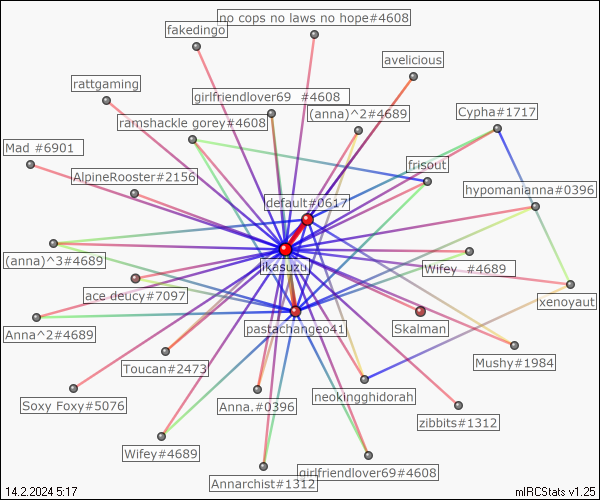 no cops no laws no hope#4608
fakedingo
avelicious
rattgaming
girlfriendlover69 #4608
(anna)^2#4689
Cypha#1717
ramshackle gorey#4608
Mad #6901
frisout
AlpineRooster#2156
hypomanianna#0396
default#0617
(anna)^3#4689
ikasuzu
Wifey #4689
ace deucy#7097
xenoyaut
Anna^2#4689
pastachangeo41
Skalman
Toucan#2473
Mushy#1984
neokingghidorah
Soxy Foxy#5076
Anna.#0396
zibbits#1312
Wifey#4689
girlfriendlover69#4608
Annarchist#1312
14.2.2024 5:17
mIRCStats v1.25